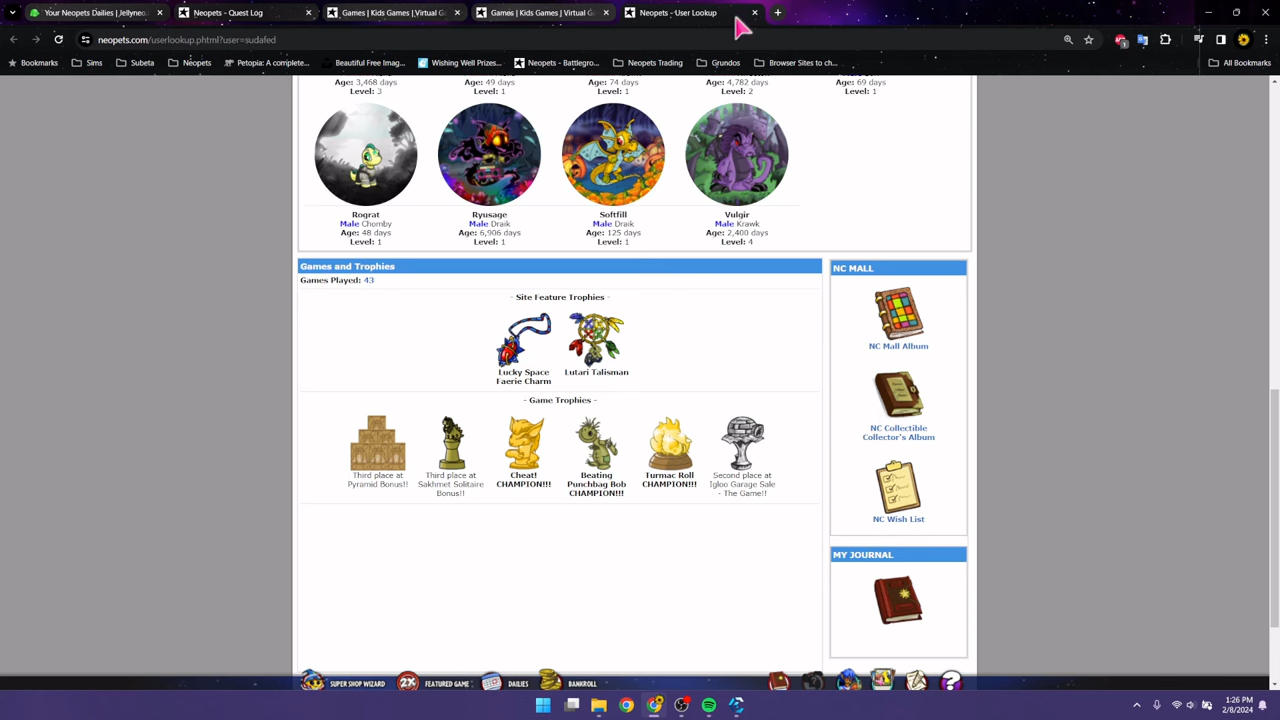 Your Neopets Dailies | Jellyneo
Neopets - Quest Log
Games | Kids Games | Virtual G
Games | Kids Games | Virtual G
Neopets - User Lookup
neopets.com/userlookup.phtml?user=sudafed
Bookmarks
Sims
Subeta
Neopets
Petopia: A complete...
Beautiful Free Imag...
Wishing Well Prizes...
Neopets - Battlegro...
Neopets Trading
Grundos
Browser Sites to ch...
All Bookmarks
Age: 3,468 days
Level: 3
Age: 49 days
Level: 1
Age: 74 days
Level: 1
Age: 4,782 days
Level: 2
Age: 69 days
Level: 1
Rograt
Male Chomby
Age: 48 days
Level: 1
Ryusage
Male Draik
Age: 6,906 days
Level: 1
Softfill
Male Draik
Age: 125 days
Level: 1
Vulgir
Male Krawk
Age: 2,400 days
Level: 4
Games and Trophies
Games Played: 43
- Site Feature Trophies -
Lucky Space
Faerie Charm
Lutari Talisman
- Game Trophies -
Third place at
Pyramid Bonus!!
Third place at
Sakhmet Solitaire
Bonus!!
Cheat!
CHAMPION!!!
Beating
Punchbag Bob
CHAMPION!!!
Turmac Roll
CHAMPION!!!
Second place at
Igloo Garage Sale
- The Game!!
NC MALL
NC Mall Album
NC Collectible
Collector's Album
NC Wish List
MY JOURNAL
SUPER SHOP WIZARD
2X
FEATURED GAME
DAILIES
BANKROLL
?
1:26 PM
2/8/2024